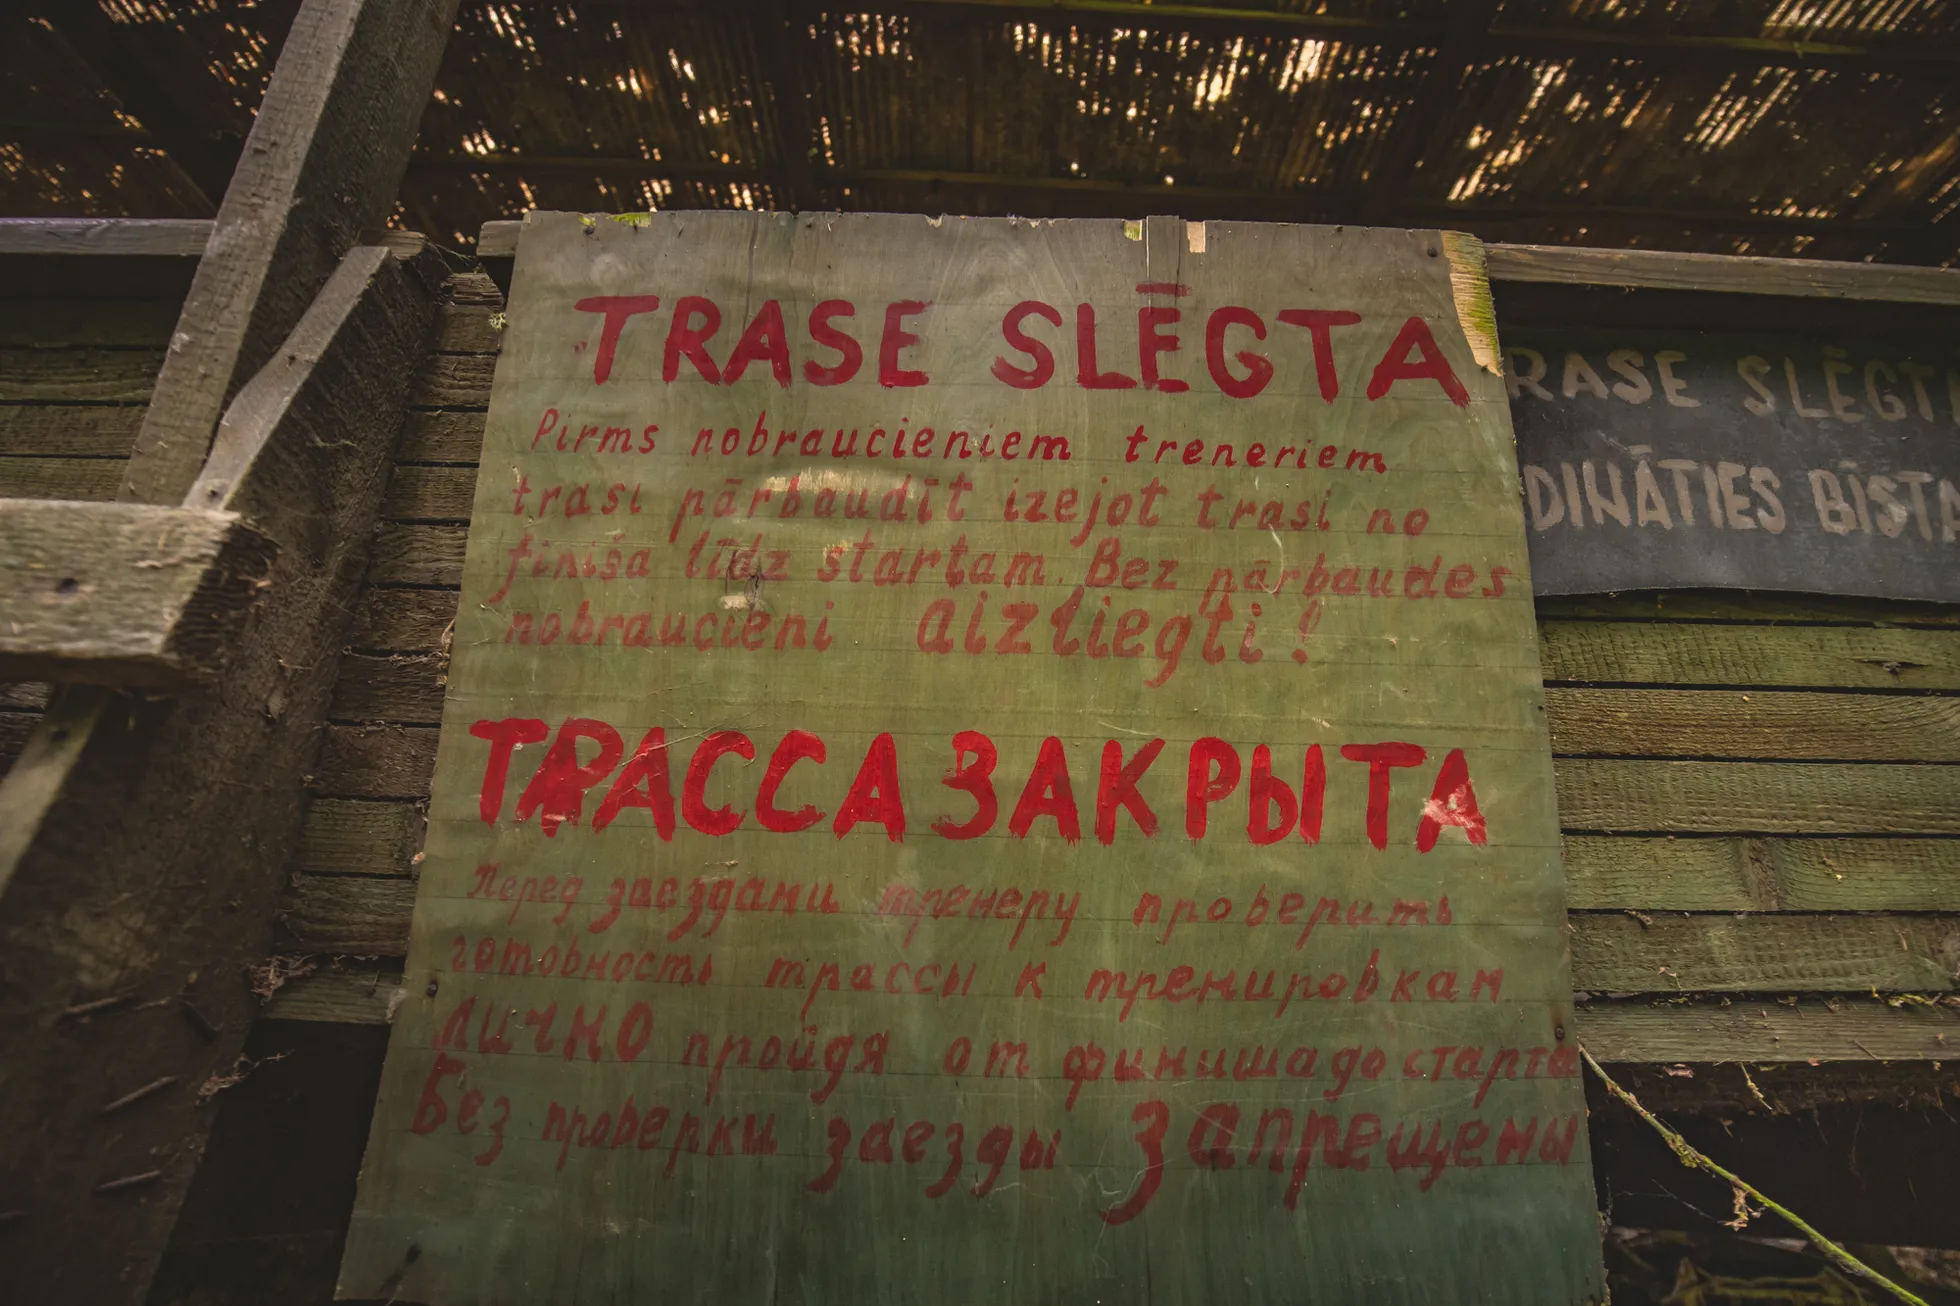 TRASE SLĒGTA
Pirms nobraucieniem treneriem
trasi pārbaudīt izejot trasi no
finiša līdz startam. Bez pārbaudes
nobraucieni aizliegti!
ТРАССА ЗАКРЫТА
Перед заездами тренеру проверить
готовность трассы к тренировкам
лично пройдя от финиша до старта
Без проверки заезды запрещены
RASE SLĒGT
DINĀTIES BĪSTA